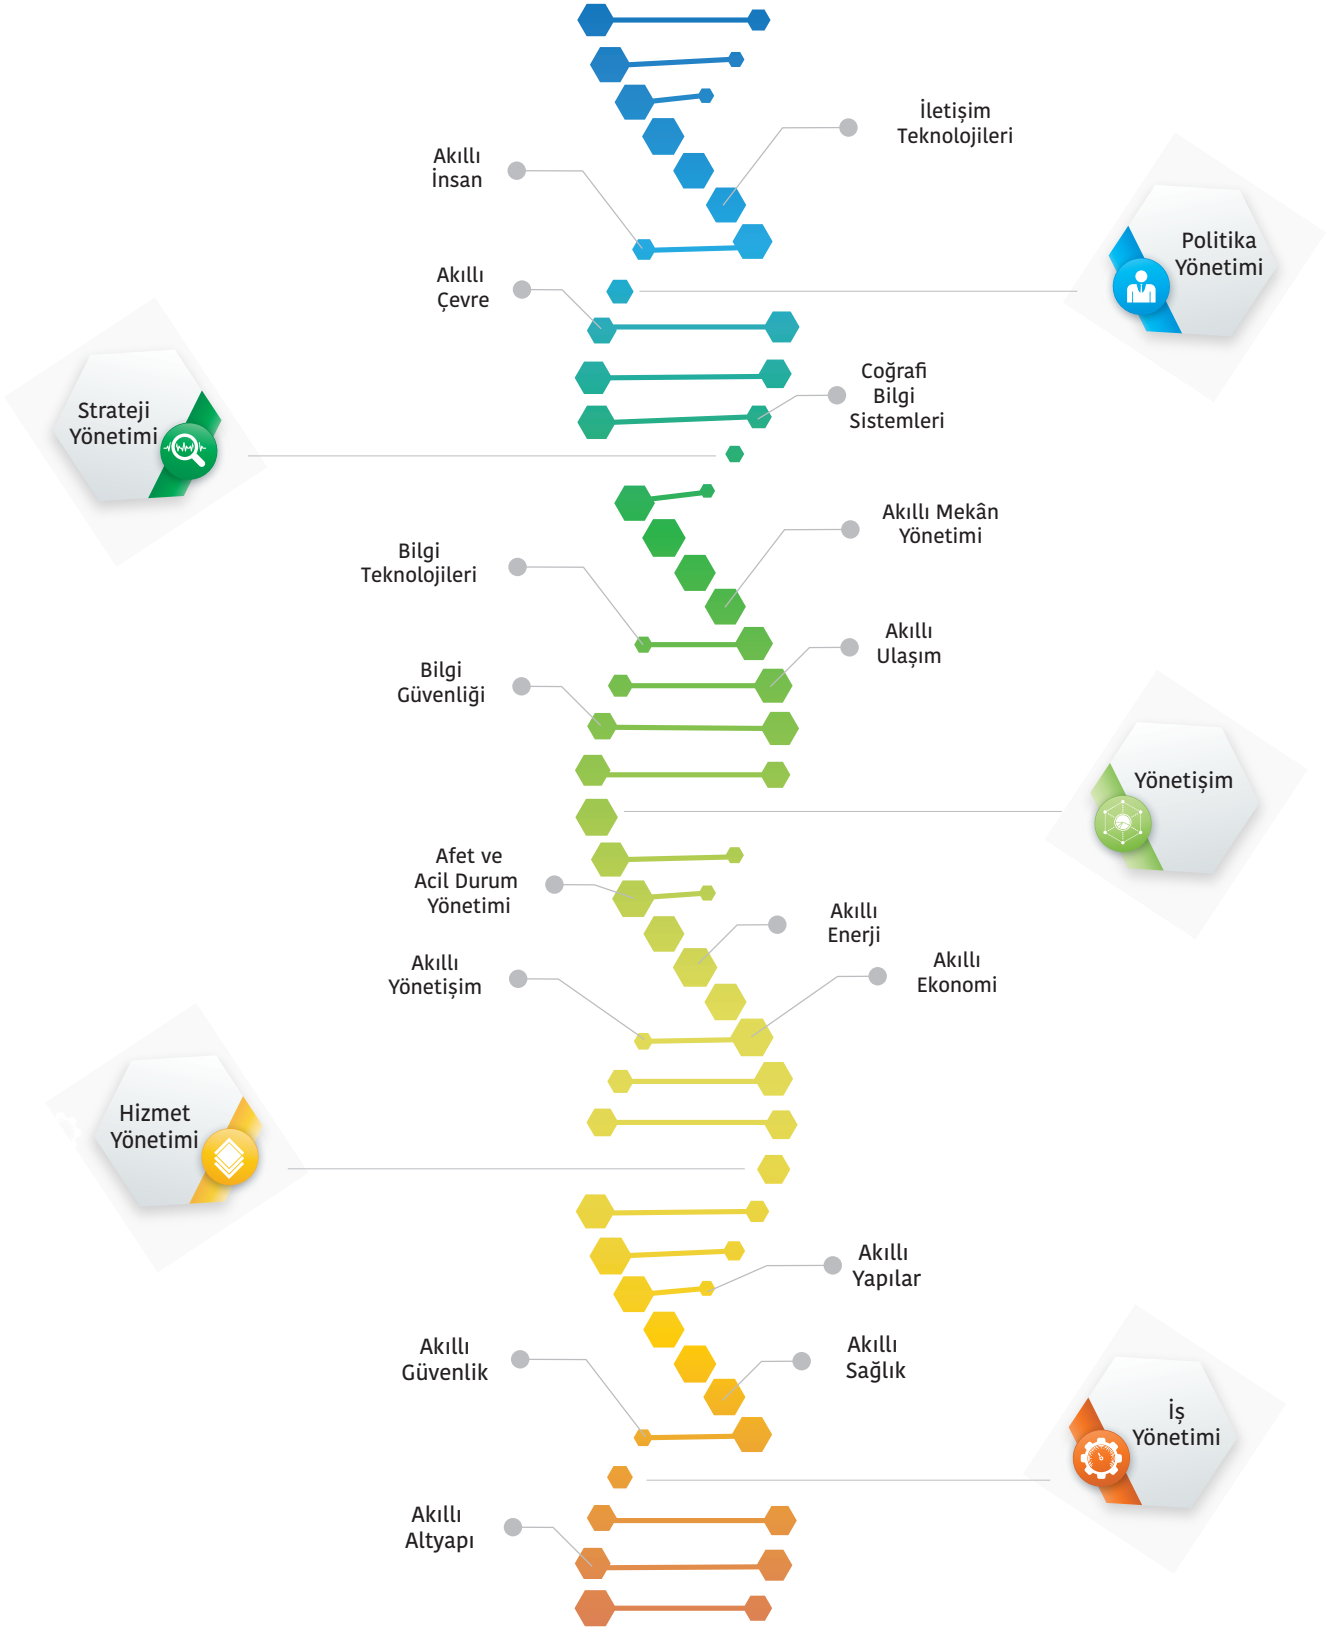 İletişim
Teknolojileri
Akıllı
İnsan
Politika
Yönetimi
Akıllı
Çevre
Strateji
Yönetimi
Coğrafi
Bilgi
Sistemleri
Akıllı Mekân
Yönetimi
Bilgi
Teknolojileri
Akıllı
Ulaşım
Bilgi
Güvenliği
Yönetişim
Afet ve
Acil Durum
Yönetimi
Akıllı
Enerji
Akıllı
Yönetişim
Akıllı
Ekonomi
Hizmet
Yönetimi
Akıllı
Yapılar
Akıllı
Güvenlik
Akıllı
Sağlık
İş
Yönetimi
Akıllı
Altyapı